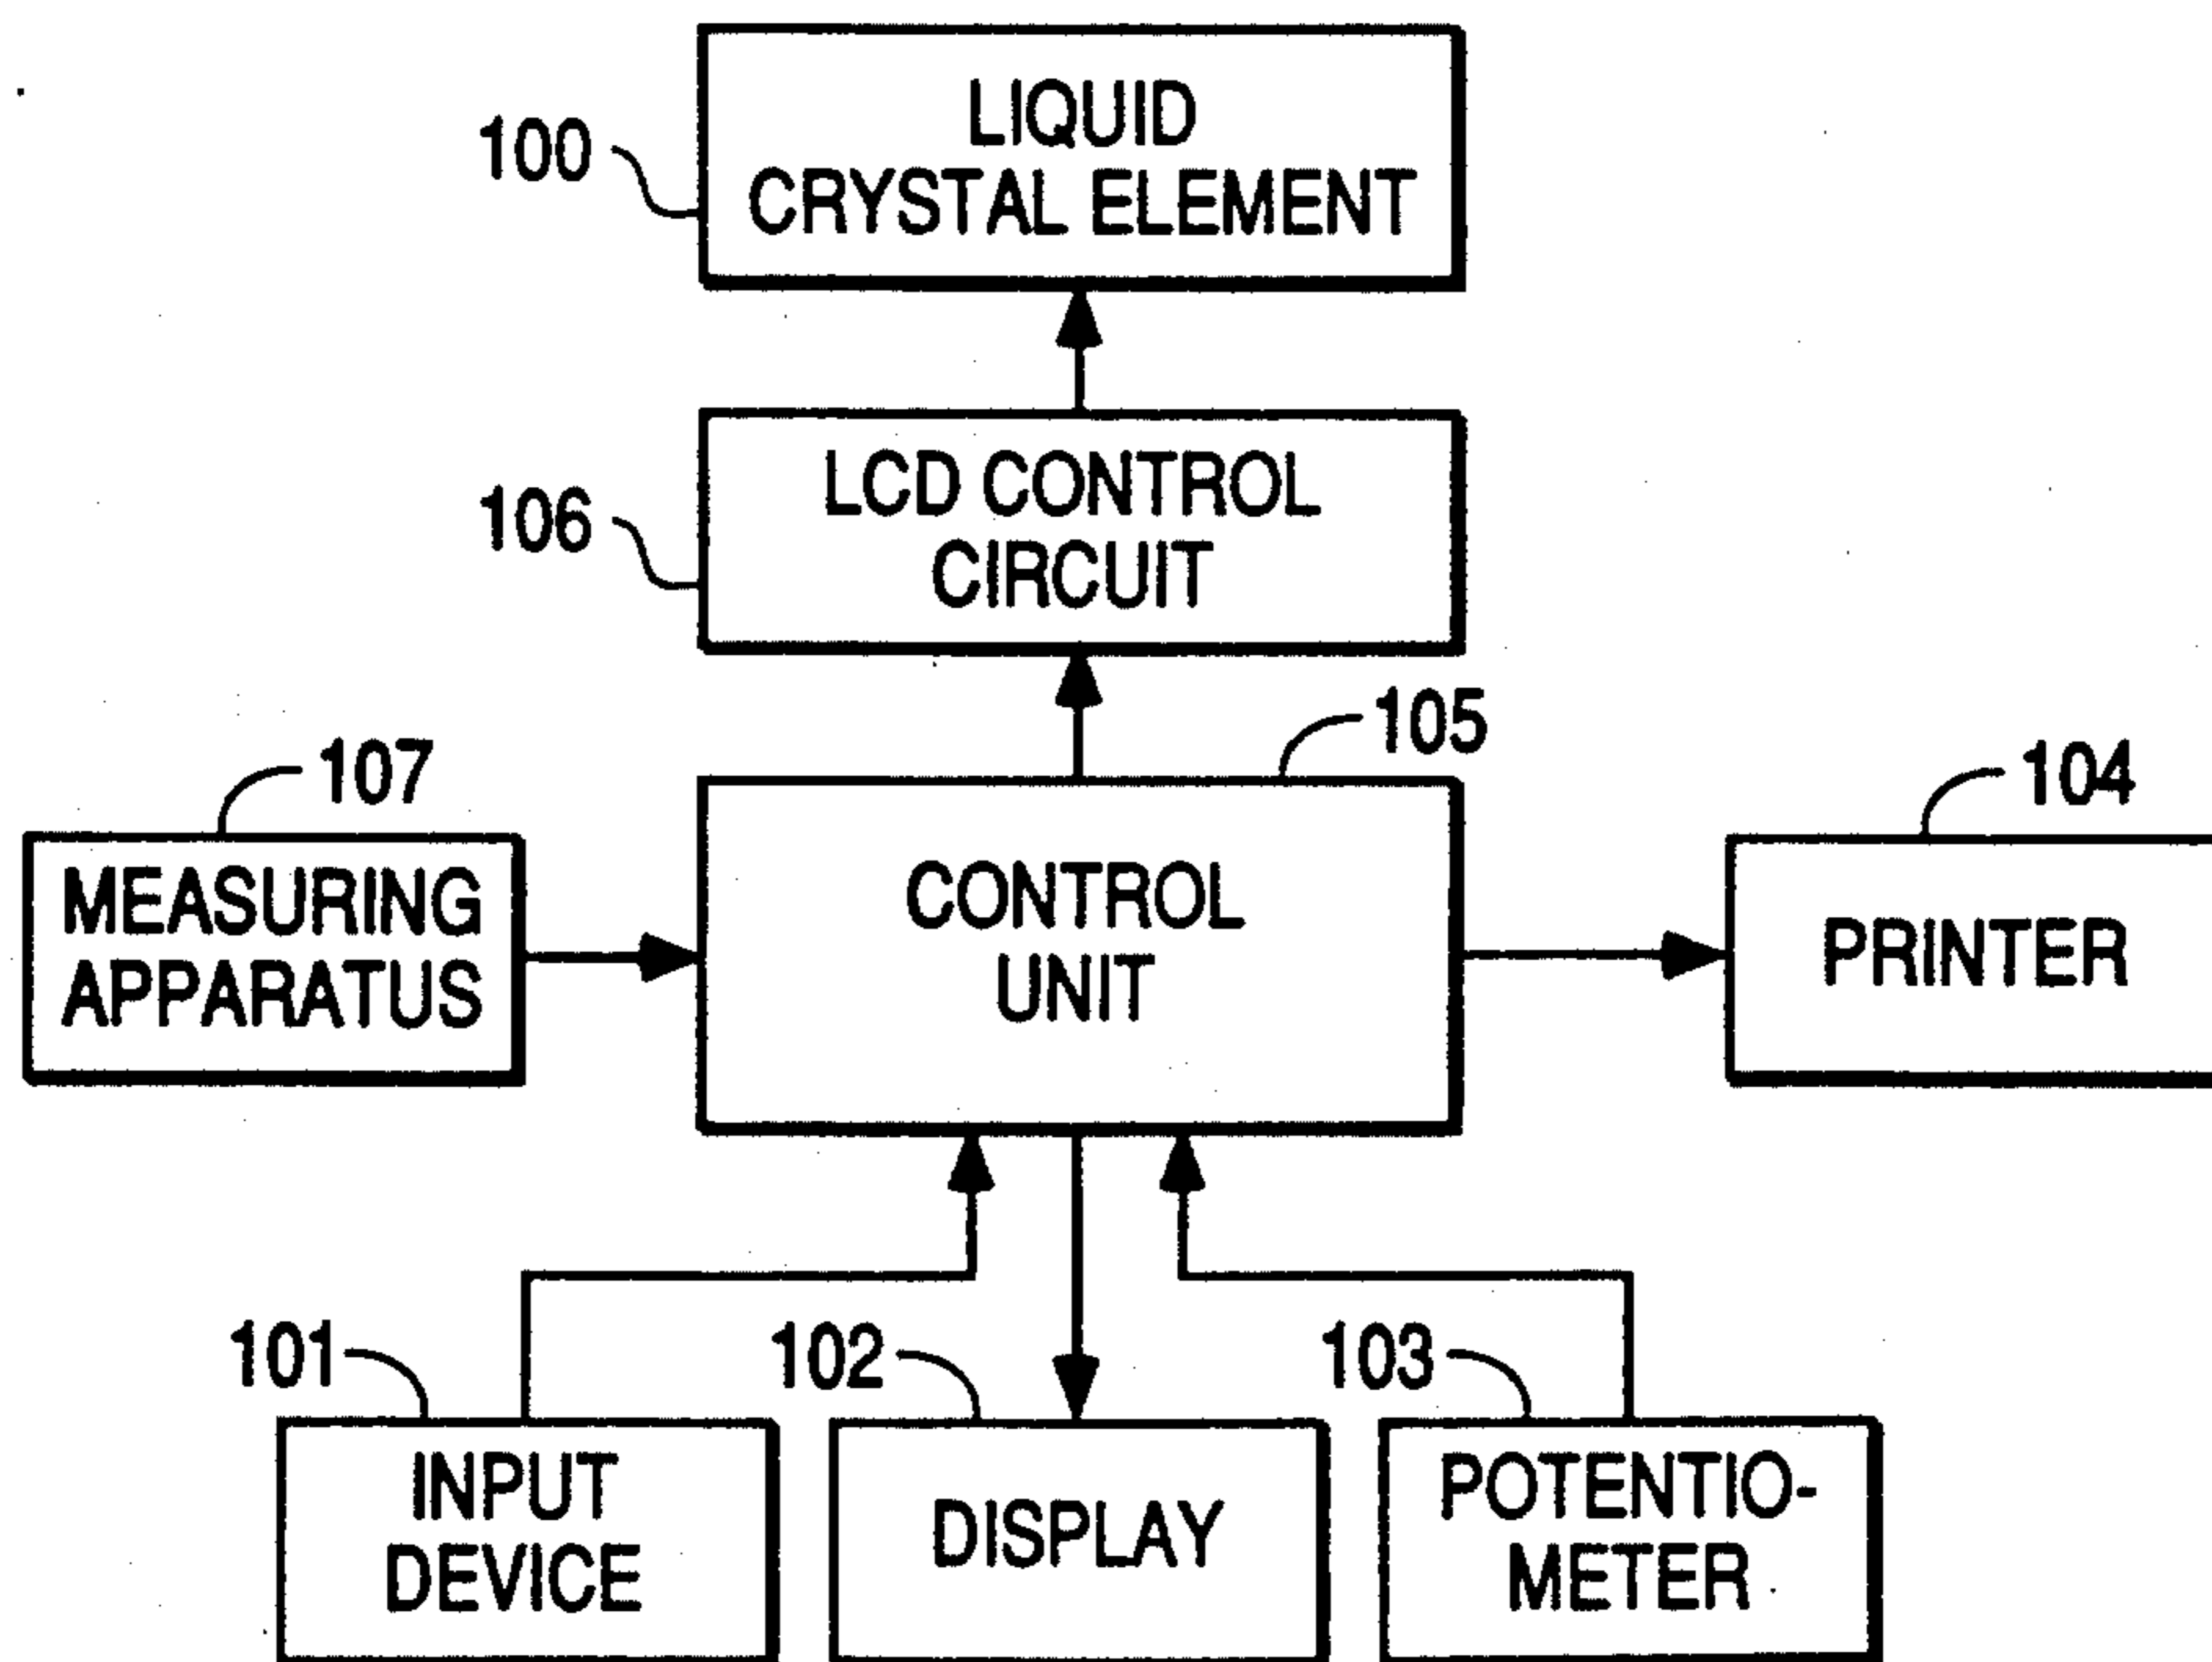 100
LIQUID
CRYSTAL ELEMENT
106
LCD CONTROL
CIRCUIT
105
107
104
MEASURING
APPARATUS
CONTROL
UNIT
PRINTER
101
102
103
INPUT
DEVICE
DISPLAY
POTENTIO-
METER